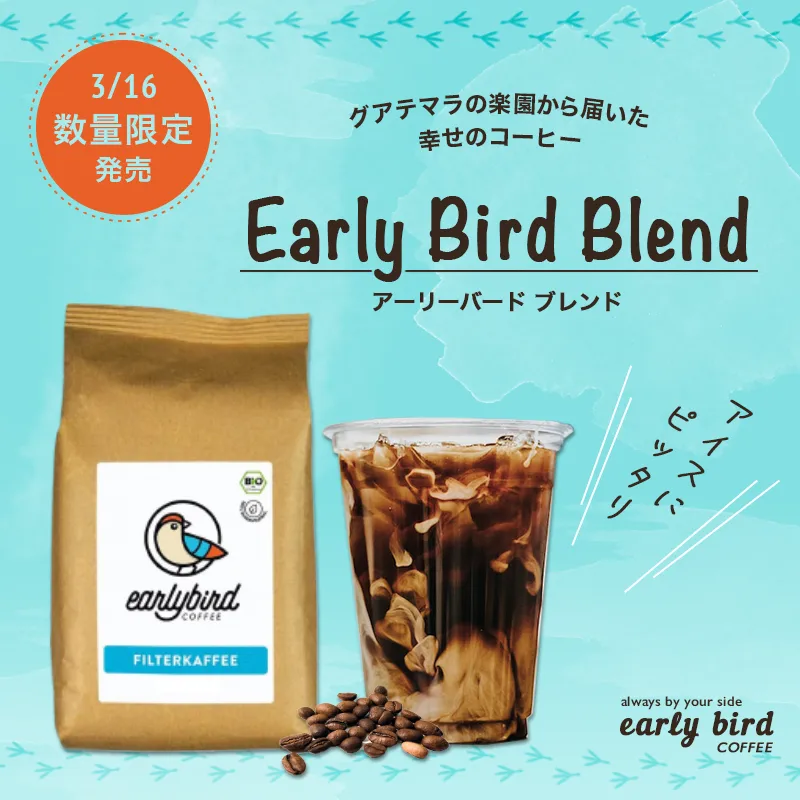 3/16
数量限定
発売
グアテマラの楽園から届いた
幸せのコーヒー
Early Bird Blend
アーリーバード ブレンド
アイスに
ピッタリ
BIO
earlybird
COFFEE
FILTERKAFFEE
always by your side
early bird
COFFEE